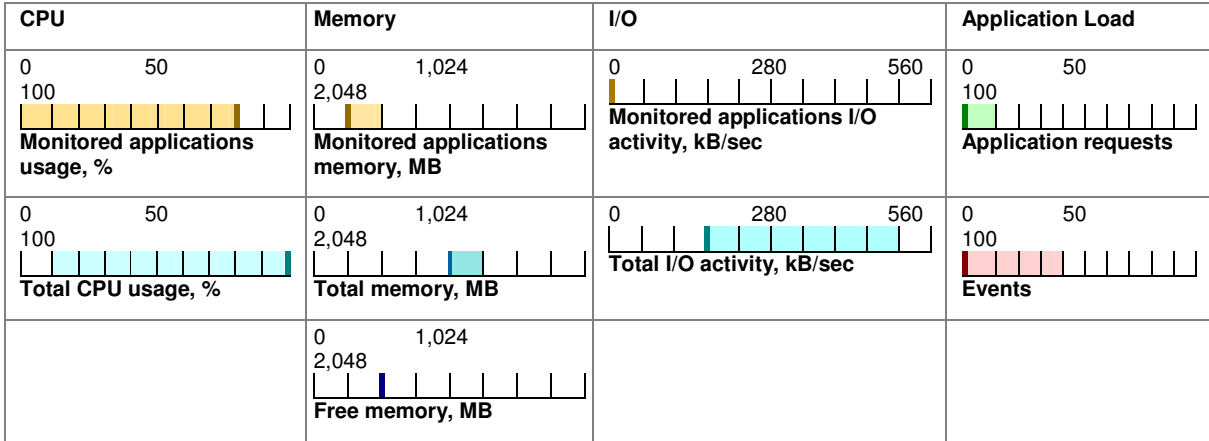 CPU
Memory
I/O
Application Load
0 50
100
Monitored applications
usage, %
0 1,024
2,048
Monitored applications
memory, MB
0 280 560
Monitored applications I/O
activity, kB/sec
0 50
100
Application requests
0 50
100
Total CPU usage, %
0 1,024
2,048
Total memory, MB
0 280 560
Total I/O activity, kB/sec
0 50
100
Events
0 1,024
2,048
Free memory, MB